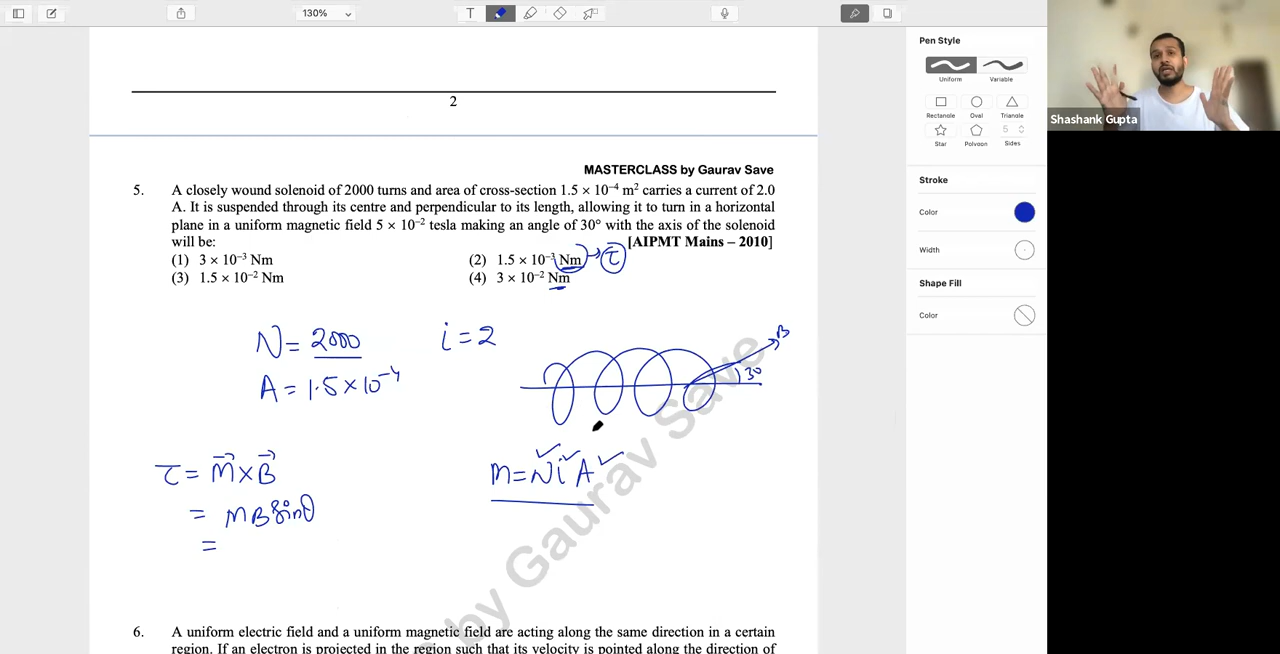 130%
T
Pen Style
Uniform
Variable
Rectangle
Oval
Triangle
5
Star
Polygon
Sides
Stroke
Color
Width
Shape Fill
Color
Shashank Gupta
2
MASTERCLASS by Gaurav Save
5. A closely wound solenoid of 2000 turns and area of cross-section 1.5 × 10⁻⁴ m² carries a current of 2.0
A. It is suspended through its centre and perpendicular to its length, allowing it to turn in a horizontal
plane in a uniform magnetic field 5 × 10⁻² tesla making an angle of 30° with the axis of the solenoid
will be: [AIPMT Mains – 2010]
(1) 3 × 10⁻³ Nm (2) 1.5 × 10⁻³ Nm → τ
(3) 1.5 × 10⁻² Nm (4) 3 × 10⁻² Nm
N = 2000 i = 2
B
30
A = 1.5 × 10⁻⁴
τ = M⃗ × B⃗ m = NiA
= MB sinθ
=
by Gaurav Save
6. A uniform electric field and a uniform magnetic field are acting along the same direction in a certain
region. If an electron is projected in the region such that its velocity is pointed along the direction of